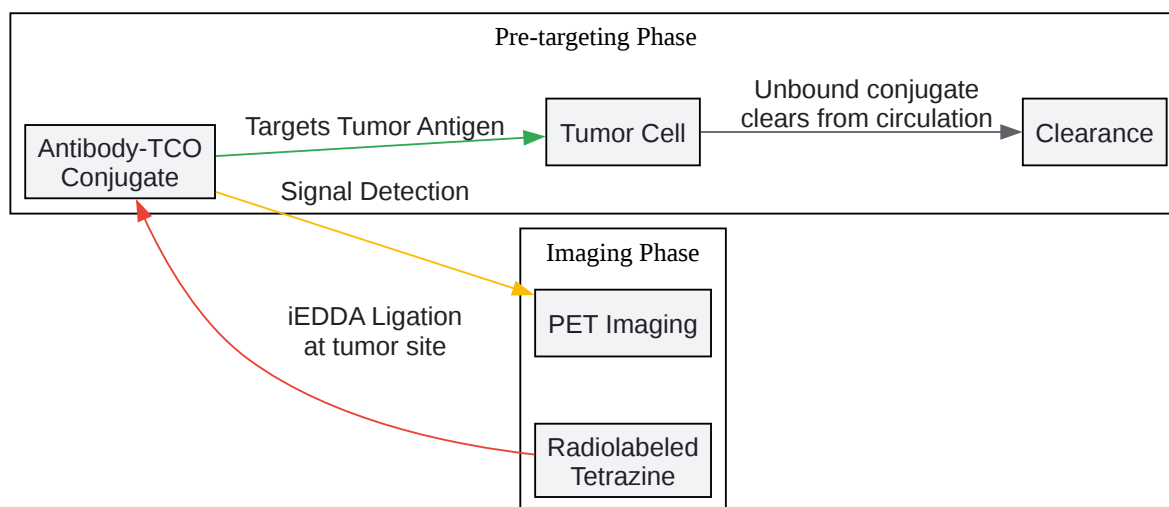 Pre-targeting Phase
Antibody-TCO
Conjugate
Targets Tumor Antigen
Tumor Cell
Unbound conjugate
clears from circulation
Clearance
Signal Detection
Imaging Phase
PET Imaging
iEDDA Ligation
at tumor site
Radiolabeled
Tetrazine